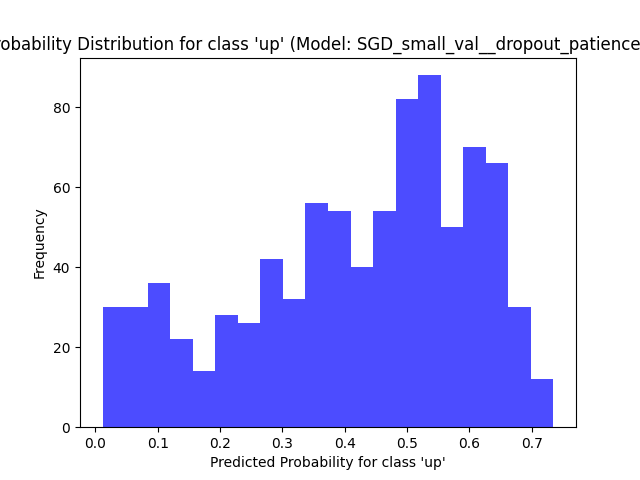 Probability Distribution for class 'up' (Model: SGD_small_val__dropout_patience
80
60
40
20
0
Frequency
0.0 0.1 0.2 0.3 0.4 0.5 0.6 0.7
Predicted Probability for class 'up'